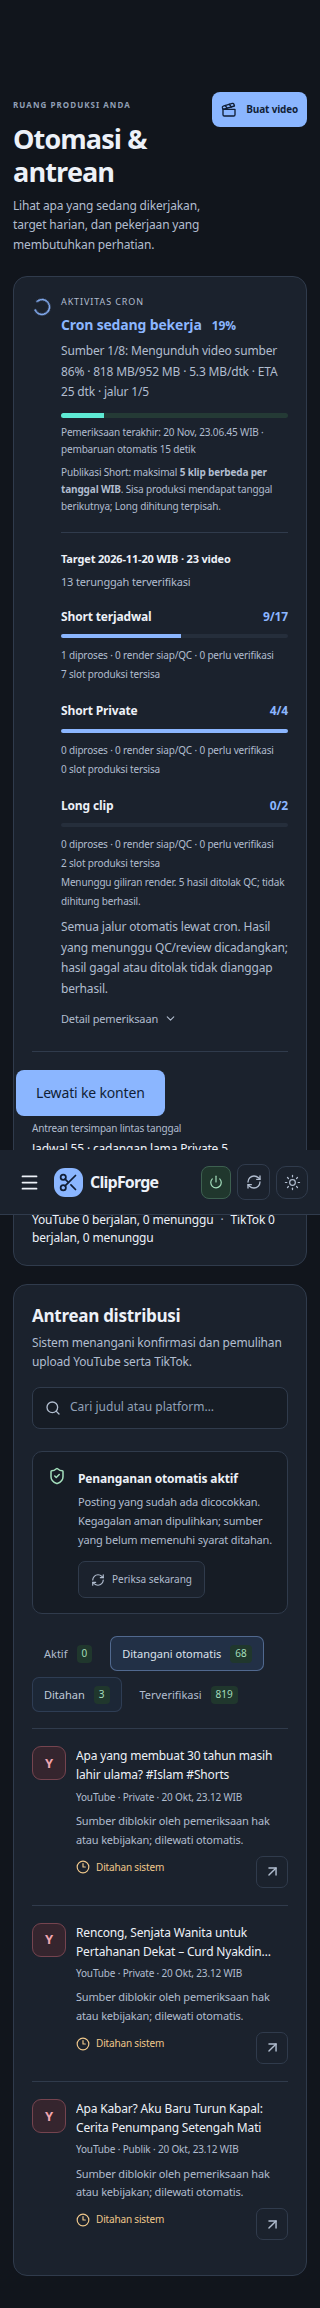 RUANG PRODUKSI ANDA
Buat video
Otomasi &
antrean
Lihat apa yang sedang dikerjakan,
target harian, dan pekerjaan yang
membutuhkan perhatian.
AKTIVITAS CRON
Cron sedang bekerja 19%
Sumber 1/8: Mengunduh video sumber
86% · 818 MB/952 MB · 5.3 MB/dtk · ETA
25 dtk · jalur 1/5
Pemeriksaan terakhir: 20 Nov, 23.06.45 WIB ·
pembaruan otomatis 15 detik
Publikasi Short: maksimal 5 klip berbeda per
tanggal WIB. Sisa produksi mendapat tanggal
berikutnya; Long dihitung terpisah.
Target 2026-11-20 WIB · 23 video
13 terunggah terverifikasi
Short terjadwal 9/17
1 diproses · 0 render siap/QC · 0 perlu verifikasi
7 slot produksi tersisa
Short Private 4/4
0 diproses · 0 render siap/QC · 0 perlu verifikasi
0 slot produksi tersisa
Long clip 0/2
0 diproses · 0 render siap/QC · 0 perlu verifikasi
2 slot produksi tersisa
Menunggu giliran render. 5 hasil ditolak QC; tidak
dihitung berhasil.
Semua jalur otomatis lewat cron. Hasil
yang menunggu QC/review dicadangkan;
hasil gagal atau ditolak tidak dianggap
berhasil.
Detail pemeriksaan
Lewati ke konten
Antrean tersimpan lintas tanggal
Jadwal 55 · cadangan lama Private 5
ClipForge
YouTube 0 berjalan, 0 menunggu · TikTok 0
berjalan, 0 menunggu
Antrean distribusi
Sistem menangani konfirmasi dan pemulihan
upload YouTube serta TikTok.
Cari judul atau platform...
Penanganan otomatis aktif
Posting yang sudah ada dicocokkan.
Kegagalan aman dipulihkan; sumber
yang belum memenuhi syarat ditahan.
Periksa sekarang
Aktif 0
Ditangani otomatis 68
Ditahan 3
Terverifikasi 819
Y
Apa yang membuat 30 tahun masih
lahir ulama? #Islam #Shorts
YouTube · Private · 20 Okt, 23.12 WIB
Sumber diblokir oleh pemeriksaan hak
atau kebijakan; dilewati otomatis.
Ditahan sistem
Y
Rencong, Senjata Wanita untuk
Pertahanan Dekat – Curd Nyakdin...
YouTube · Private · 20 Okt, 23.12 WIB
Sumber diblokir oleh pemeriksaan hak
atau kebijakan; dilewati otomatis.
Ditahan sistem
Y
Apa Kabar? Aku Baru Turun Kapal:
Cerita Penumpang Setengah Mati
YouTube · Publik · 20 Okt, 23.12 WIB
Sumber diblokir oleh pemeriksaan hak
atau kebijakan; dilewati otomatis.
Ditahan sistem